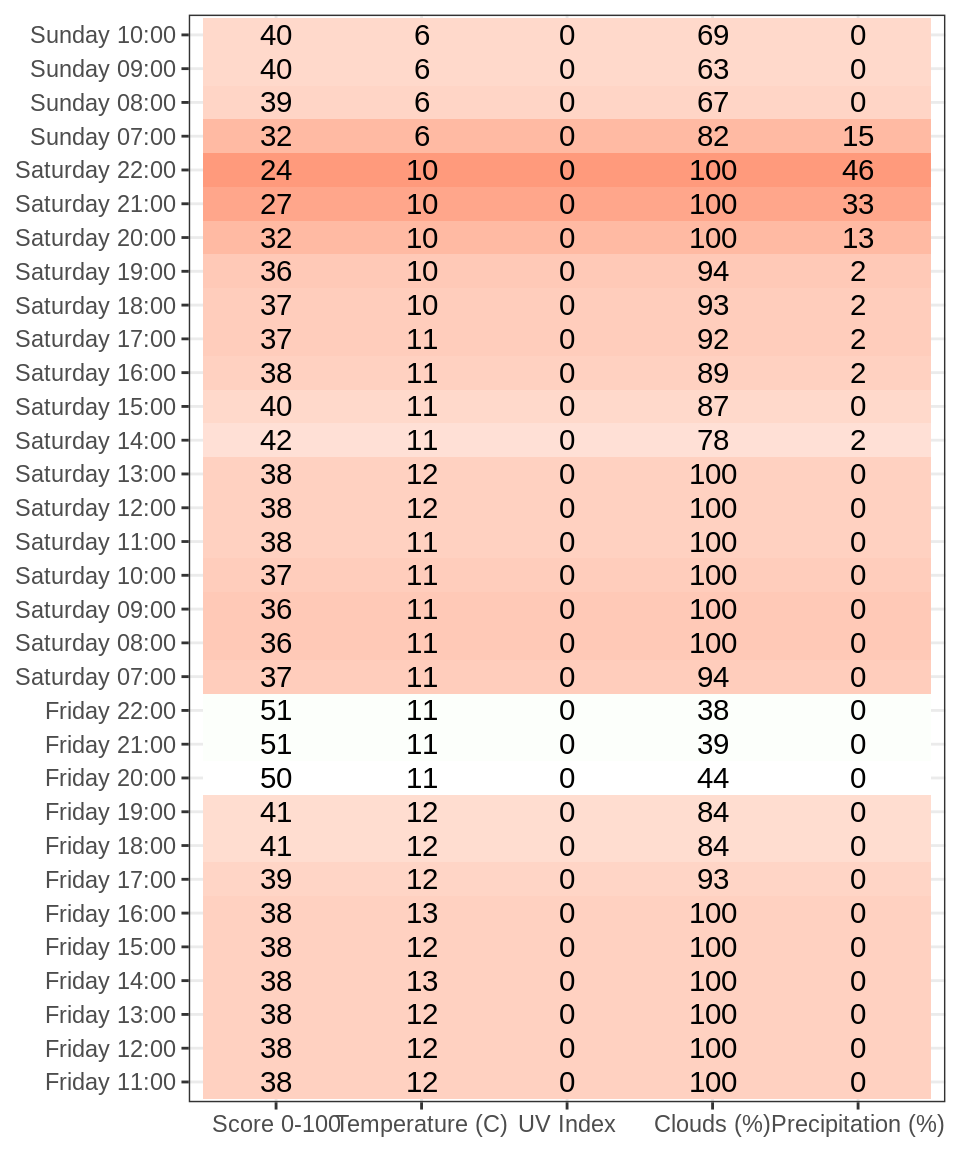 Sunday 10:00 40 6 0 69 0
Sunday 09:00 40 6 0 63 0
Sunday 08:00 39 6 0 67 0
Sunday 07:00 32 6 0 82 15
Saturday 22:00 24 10 0 100 46
Saturday 21:00 27 10 0 100 33
Saturday 20:00 32 10 0 100 13
Saturday 19:00 36 10 0 94 2
Saturday 18:00 37 10 0 93 2
Saturday 17:00 37 11 0 92 2
Saturday 16:00 38 11 0 89 2
Saturday 15:00 40 11 0 87 0
Saturday 14:00 42 11 0 78 2
Saturday 13:00 38 12 0 100 0
Saturday 12:00 38 12 0 100 0
Saturday 11:00 38 11 0 100 0
Saturday 10:00 37 11 0 100 0
Saturday 09:00 36 11 0 100 0
Saturday 08:00 36 11 0 100 0
Saturday 07:00 37 11 0 94 0
Friday 22:00 51 11 0 38 0
Friday 21:00 51 11 0 39 0
Friday 20:00 50 11 0 44 0
Friday 19:00 41 12 0 84 0
Friday 18:00 41 12 0 84 0
Friday 17:00 39 12 0 93 0
Friday 16:00 38 13 0 100 0
Friday 15:00 38 12 0 100 0
Friday 14:00 38 13 0 100 0
Friday 13:00 38 12 0 100 0
Friday 12:00 38 12 0 100 0
Friday 11:00 38 12 0 100 0
Score 0-100 Temperature (C) UV Index Clouds (%) Precipitation (%)